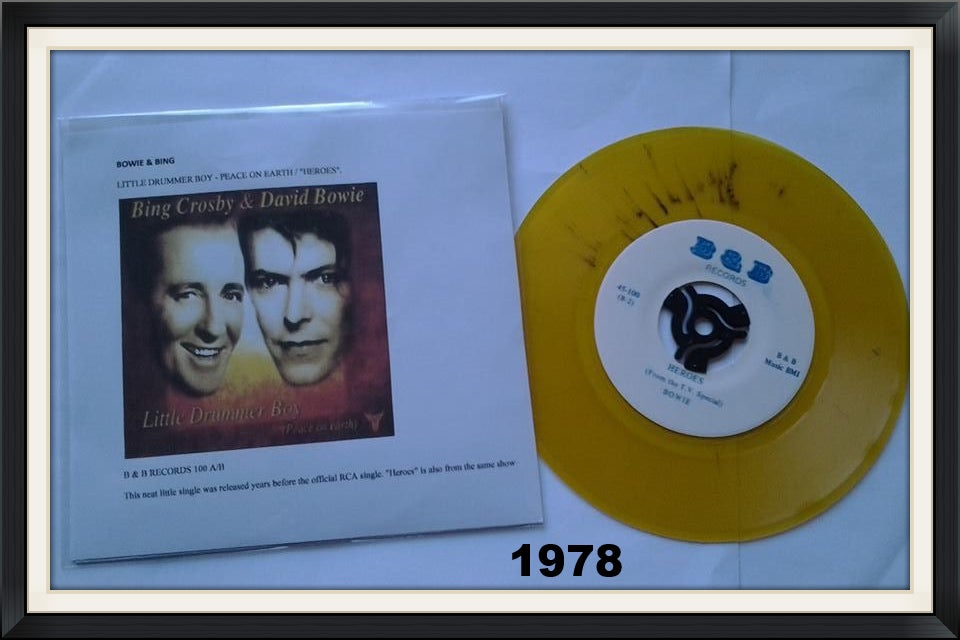 BOWIE & BING
LITTLE DRUMMER BOY - PEACE ON EARTH / "HEROES".
Bing Crosby & David Bowie
Little Drummer Boy
(Peace on Earth)
B & B RECORDS 100 A/B
This neat little single was released years before the official RCA single. "Heroes" is also from the same show
B & B
RECORDS
45-100
(B-2)
B & B
Music BMI
HEROES
(From the T.V. Special)
BOWIE
1978